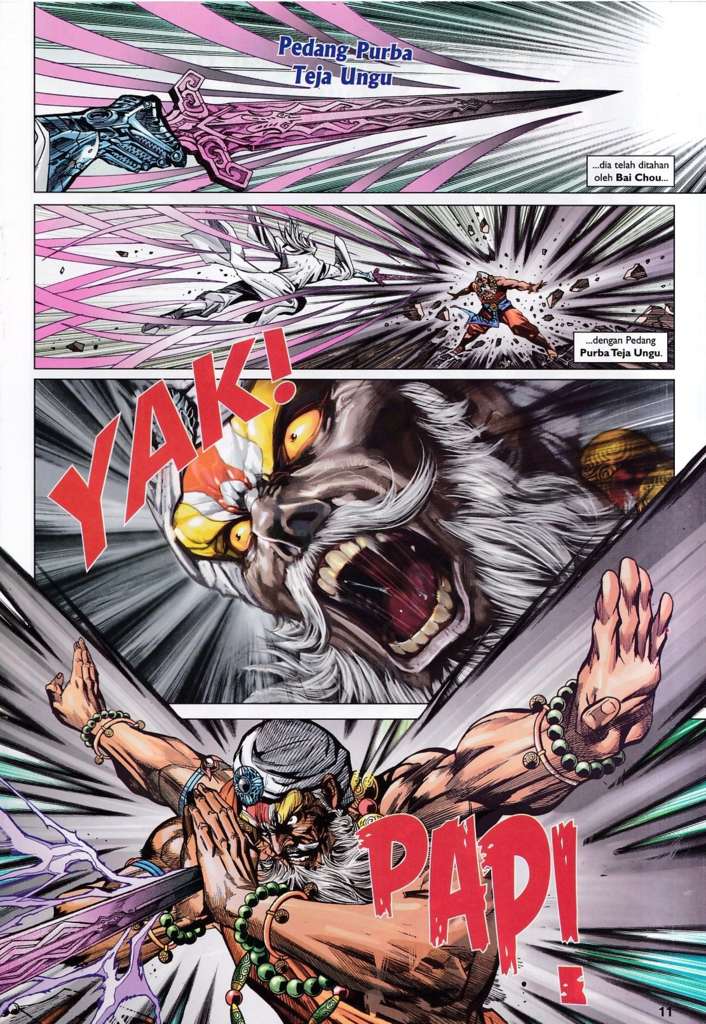 Pedang Purba
Teja Ungu
...dia telah ditahan
oleh Bai Chou...
...dengan Pedang
Purba Teja Ungu.
YAK!
PAP!
11